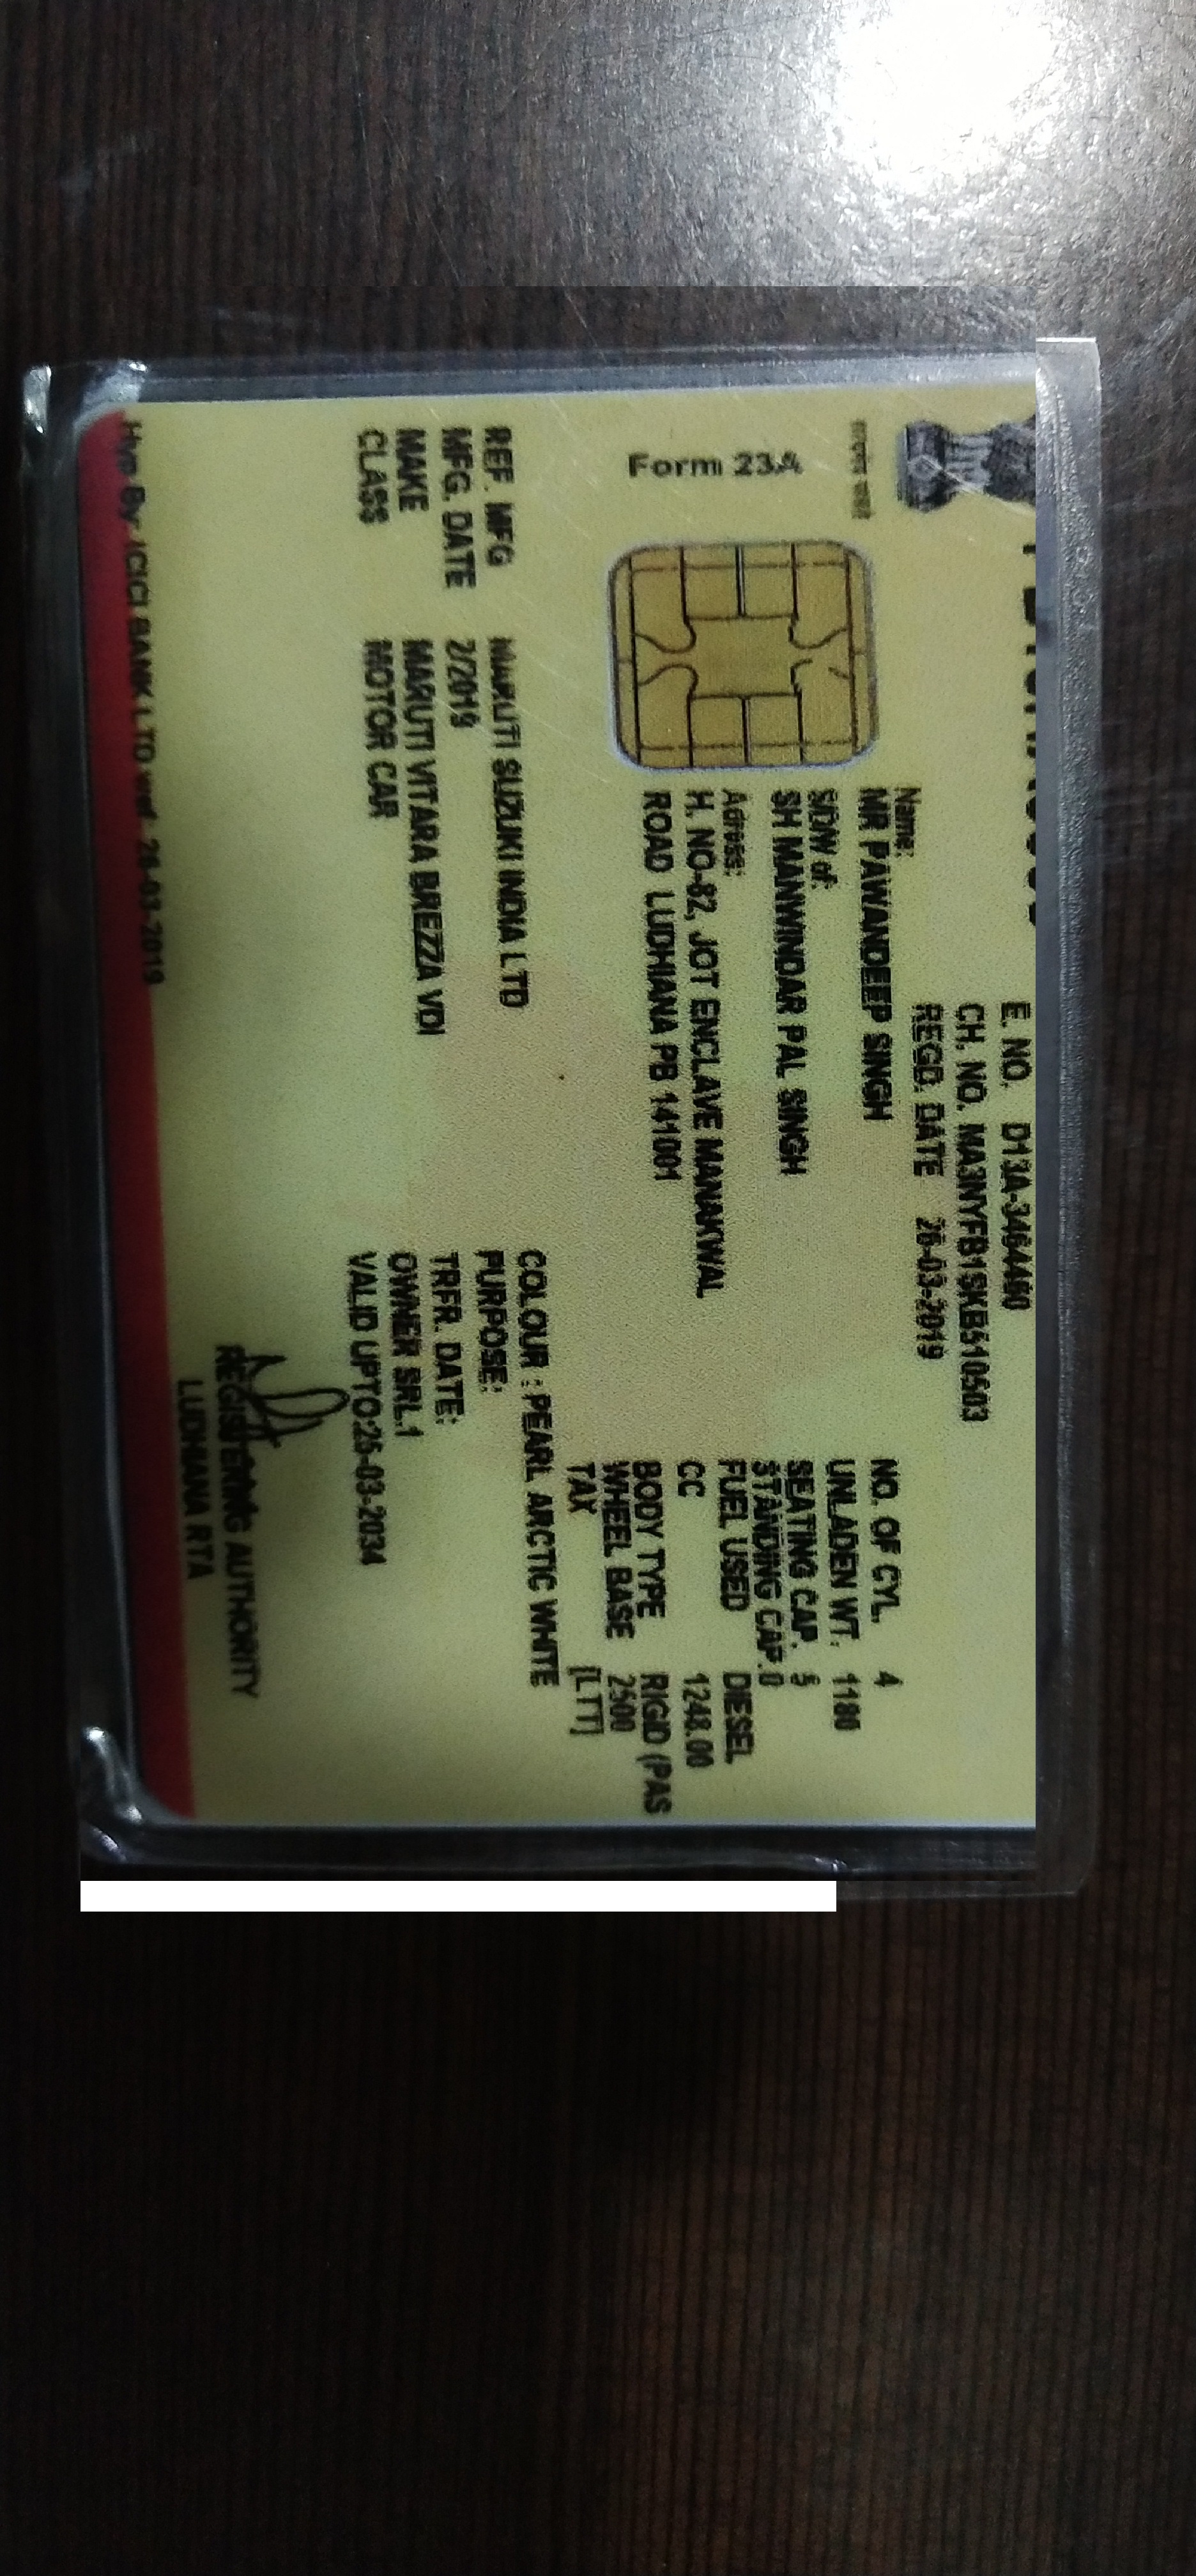 E. NO. D13A-3464460
CH. NO. MA3NYFB1SKB510503
REGD. DATE 26-03-2019
Form 23A
Name:
MR PAWANDEEP SINGH
S/D/W of:
SH MANWINDAR PAL SINGH
Adress:
H. NO-82, JOT ENCLAVE MANAKWAL
ROAD LUDHIANA PB 141001
NO. OF CYL. 4
UNLADEN WT. 1180
SEATING CAP. 5
STANDING CAP. 0
FUEL USED DIESEL
CC 1248.00
BODY TYPE RIGID (PAS
WHEEL BASE 2500
TAX [LTT]
REF. MFG MARUTI SUZUKI INDIA LTD
MFG. DATE 2/2019
MAKE MARUTI VITARA BREZZA VDI
CLASS MOTOR CAR
COLOUR : PEARL ARCTIC WHITE
PURPOSE:
TRFR. DATE:
OWNER SRL.1
VALID UPTO:25-03-2034
REGISTERING AUTHORITY
LUDHIANA RTA
Hyp By: ICICI BANK LTD wef. 26-03-2019